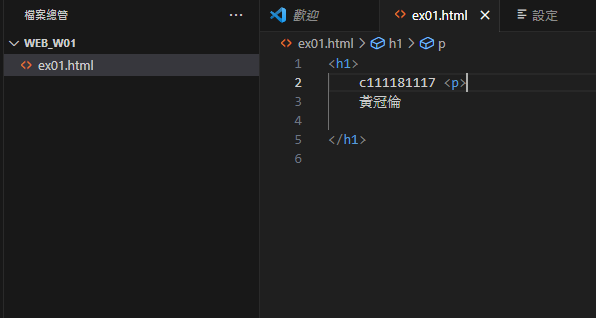 檔案總管 ...
歡迎
ex01.html
設定
WEB_W01
ex01.html
ex01.html > h1 > p
1 <h1>
2 c111181117 <p>
3 黃冠倫
4
5 </h1>
6